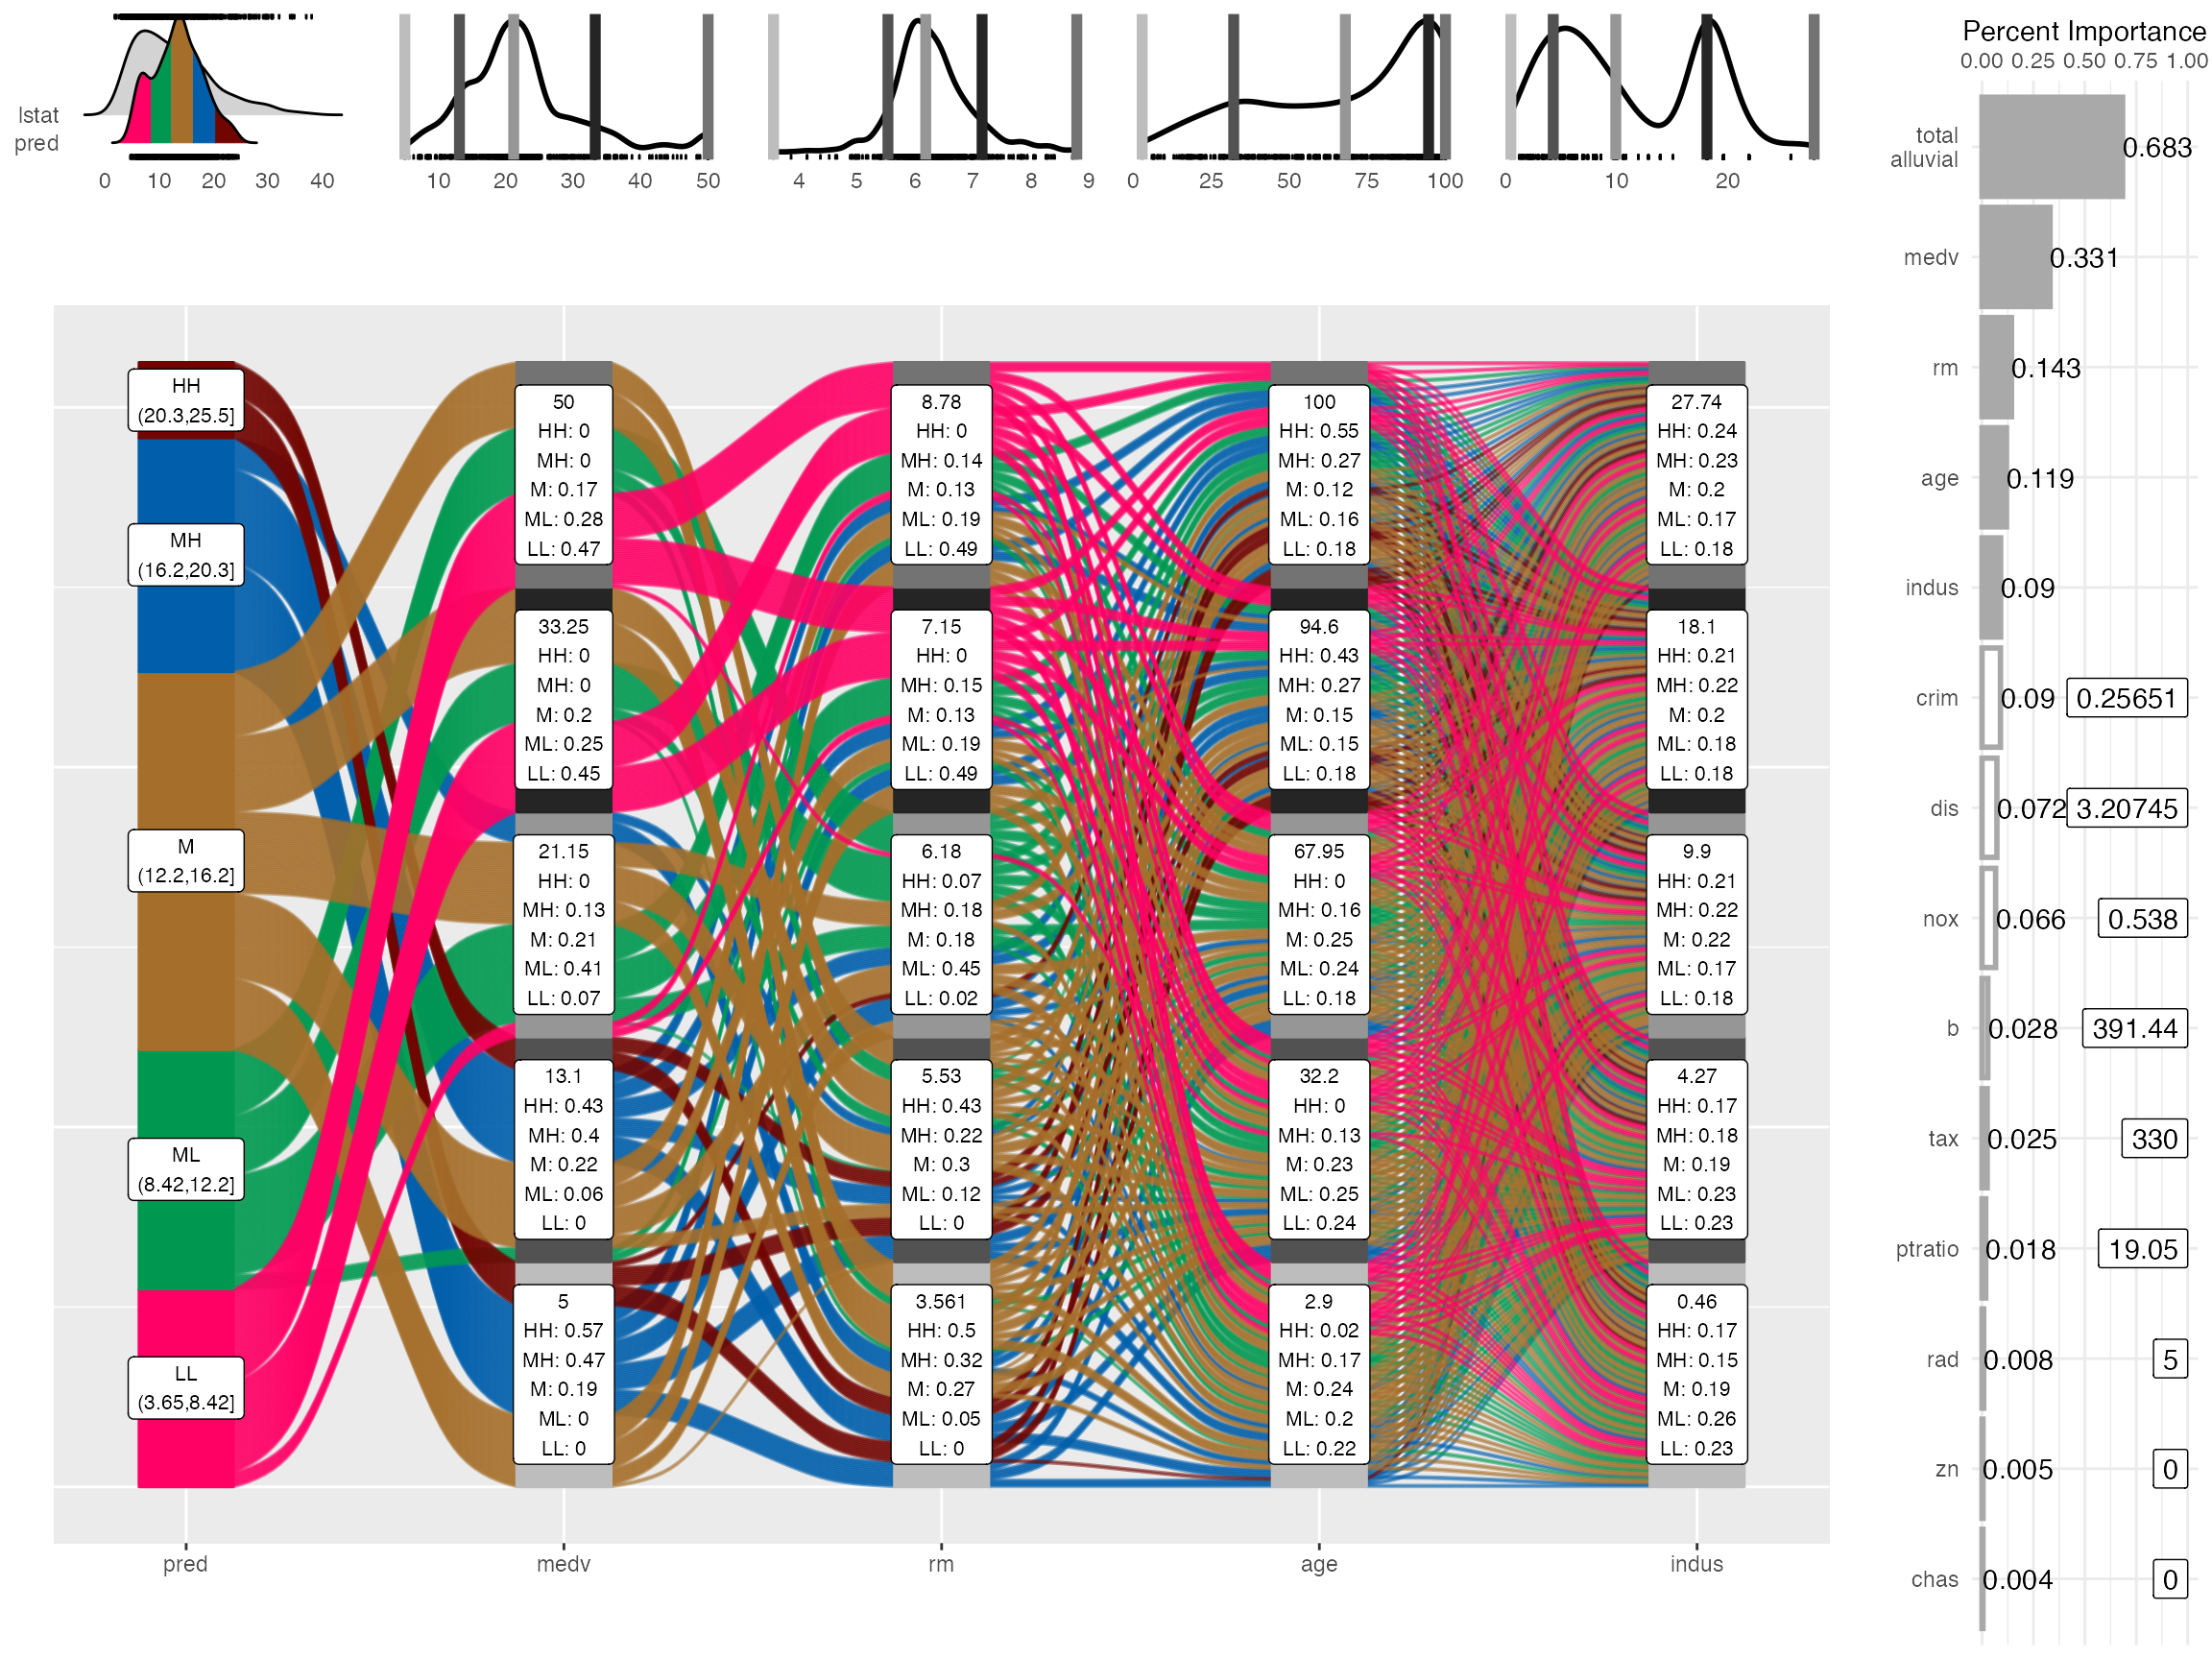 lstat
pred
0 10 20 30 40
10 20 30 40 50
4 5 6 7 8 9
0 25 50 75 100
0 10 20
HH
(20.3,25.5]
MH
(16.2,20.3]
M
(12.2,16.2]
ML
(8.42,12.2]
LL
(3.65,8.42]
50
HH: 0
MH: 0
M: 0.17
ML: 0.28
LL: 0.47
33.25
HH: 0
MH: 0
M: 0.2
ML: 0.25
LL: 0.45
21.15
HH: 0
MH: 0.13
M: 0.21
ML: 0.41
LL: 0.07
13.1
HH: 0.43
MH: 0.4
M: 0.22
ML: 0.06
LL: 0
5
HH: 0.57
MH: 0.47
M: 0.19
ML: 0
LL: 0
8.78
HH: 0
MH: 0.14
M: 0.13
ML: 0.19
LL: 0.49
7.15
HH: 0
MH: 0.15
M: 0.13
ML: 0.19
LL: 0.49
6.18
HH: 0.07
MH: 0.18
M: 0.18
ML: 0.45
LL: 0.02
5.53
HH: 0.43
MH: 0.22
M: 0.3
ML: 0.12
LL: 0
3.561
HH: 0.5
MH: 0.32
M: 0.27
ML: 0.05
LL: 0
100
HH: 0.55
MH: 0.27
M: 0.12
ML: 0.16
LL: 0.18
94.6
HH: 0.43
MH: 0.27
M: 0.15
ML: 0.15
LL: 0.18
67.95
HH: 0
MH: 0.16
M: 0.25
ML: 0.24
LL: 0.18
32.2
HH: 0
MH: 0.13
M: 0.23
ML: 0.25
LL: 0.24
2.9
HH: 0.02
MH: 0.17
M: 0.24
ML: 0.2
LL: 0.22
27.74
HH: 0.24
MH: 0.23
M: 0.2
ML: 0.17
LL: 0.18
18.1
HH: 0.21
MH: 0.22
M: 0.2
ML: 0.18
LL: 0.18
9.9
HH: 0.21
MH: 0.22
M: 0.22
ML: 0.17
LL: 0.18
4.27
HH: 0.17
MH: 0.18
M: 0.19
ML: 0.23
LL: 0.23
0.46
HH: 0.17
MH: 0.15
M: 0.19
ML: 0.26
LL: 0.23
pred medv rm age indus
Percent Importance
0.00 0.25 0.50 0.75 1.00
total
alluvial 0.683
medv 0.331
rm 0.143
age 0.119
indus 0.09
crim 0.09 0.25651
dis 0.072 3.20745
nox 0.066 0.538
b 0.028 391.44
tax 0.025 330
ptratio 0.018 19.05
rad 0.008 5
zn 0.005 0
chas 0.004 0